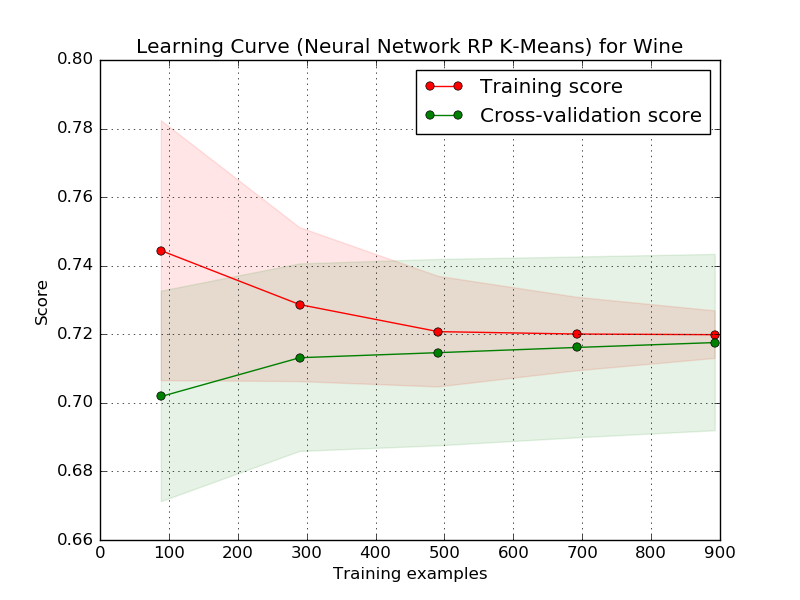 Learning Curve (Neural Network RP K-Means) for Wine
Training score
Cross-validation score
0.80
0.78
0.76
0.74
0.72
0.70
0.68
0.66
Score
0 100 200 300 400 500 600 700 800 900
Training examples